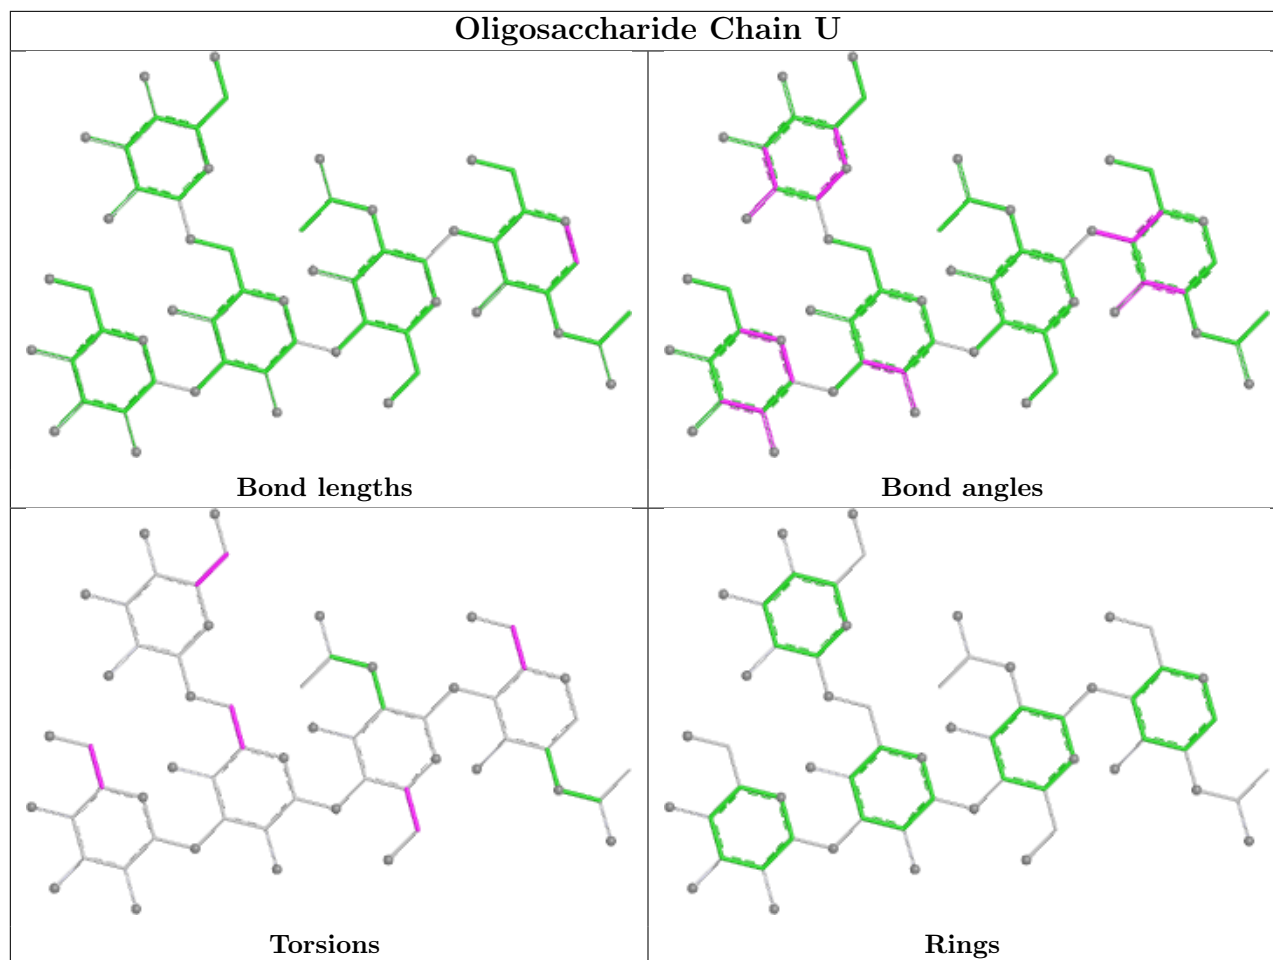 Oligosaccharide Chain U
Bond lengths
Bond angles
Torsions
Rings